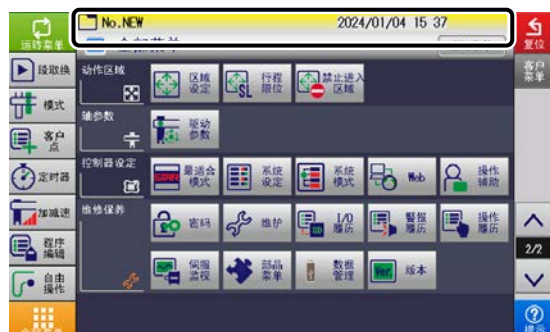 No.NEW 2024/01/04 15 37
运转菜单
复位
段取换
动作区域
区域设定
行程限位
禁止进入区域
客户菜单
模式
轴参数
驱动参数
客户点
控制器设定
最适合模式
系统设定
系统模式
Web
操作辅助
定时器
维修保养
密码
维护
I/O履历
警报履历
操作履历
加减速
2/2
程序编辑
伺服监视
部品菜单
数据管理
Ver.
版本
自由操作
提示